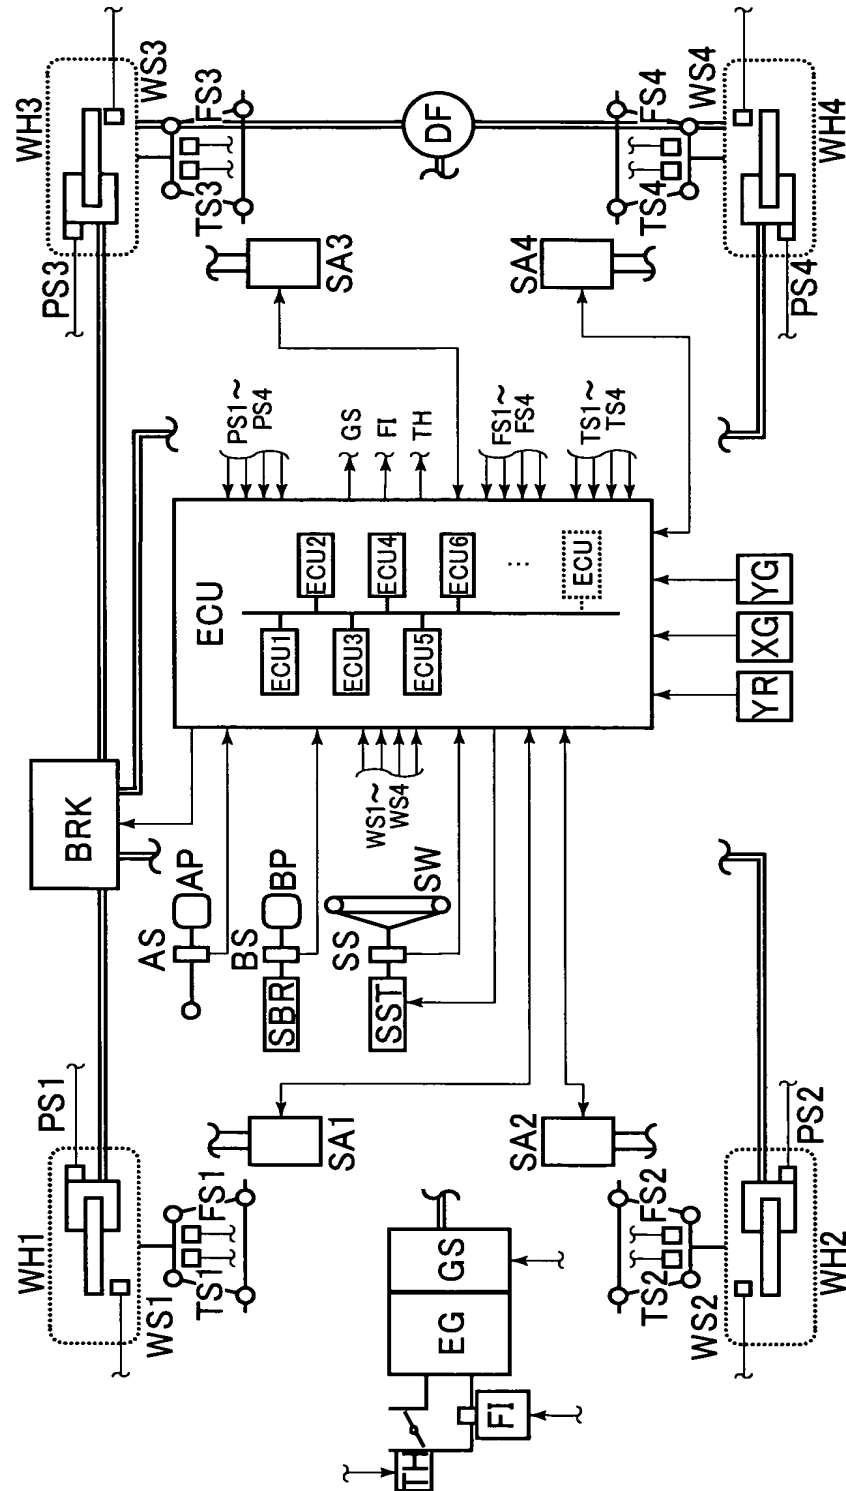 WH3
WS3
PS3
FS3
TS3
SA3
DF
SA4
FS4
TS4
WS4
WH4
PS4
PS1~
PS4
GS
FI
TH
FS1~
FS4
TS1~
TS4
ECU
ECU2
ECU4
ECU6
...
ECU
ECU1
ECU3
ECU5
YG
XG
YR
BRK
WS1~
WS4
AP
AS
BP
BS
SBR
SW
SS
SST
PS1
WH1
WS1
FS1
TS1
SA1
SA2
FS2
TS2
WS2
WH2
PS2
GS
EG
FI
TH